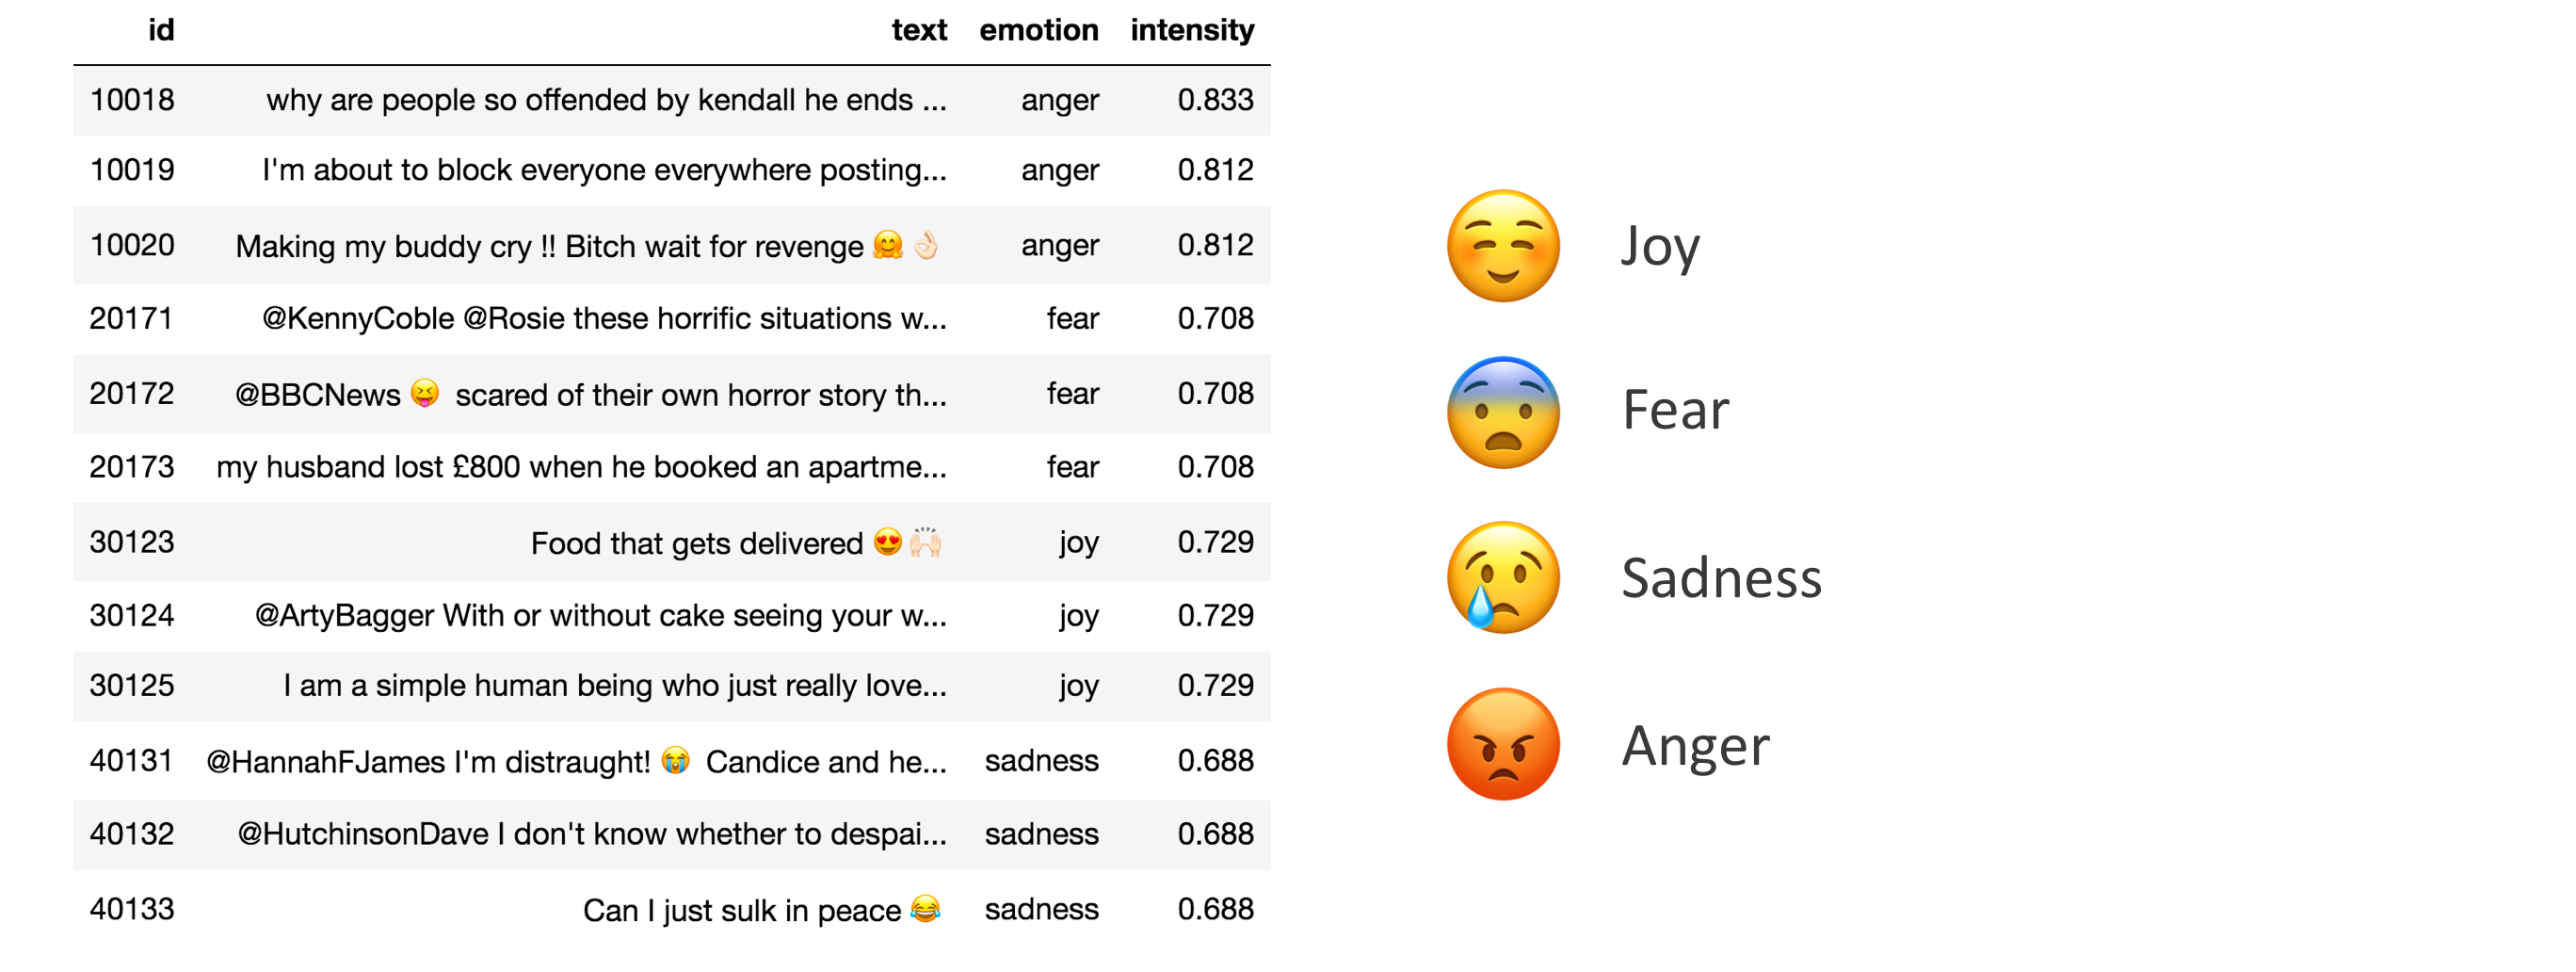 id text emotion intensity
10018 why are people so offended by kendall he ends ... anger 0.833
10019 I'm about to block everyone everywhere posting... anger 0.812
10020 Making my buddy cry !! Bitch wait for revenge 🤗 👌🏻 anger 0.812
20171 @KennyCoble @Rosie these horrific situations w... fear 0.708
20172 @BBCNews 😝 scared of their own horror story th... fear 0.708
20173 my husband lost £800 when he booked an apartme... fear 0.708
30123 Food that gets delivered 😍 🙌🏻 joy 0.729
30124 @ArtyBagger With or without cake seeing your w... joy 0.729
30125 I am a simple human being who just really love... joy 0.729
40131 @HannahFJames I'm distraught! 😭 Candice and he... sadness 0.688
40132 @HutchinsonDave I don't know whether to despai... sadness 0.688
40133 Can I just sulk in peace 😂 sadness 0.688
Joy
Fear
Sadness
Anger